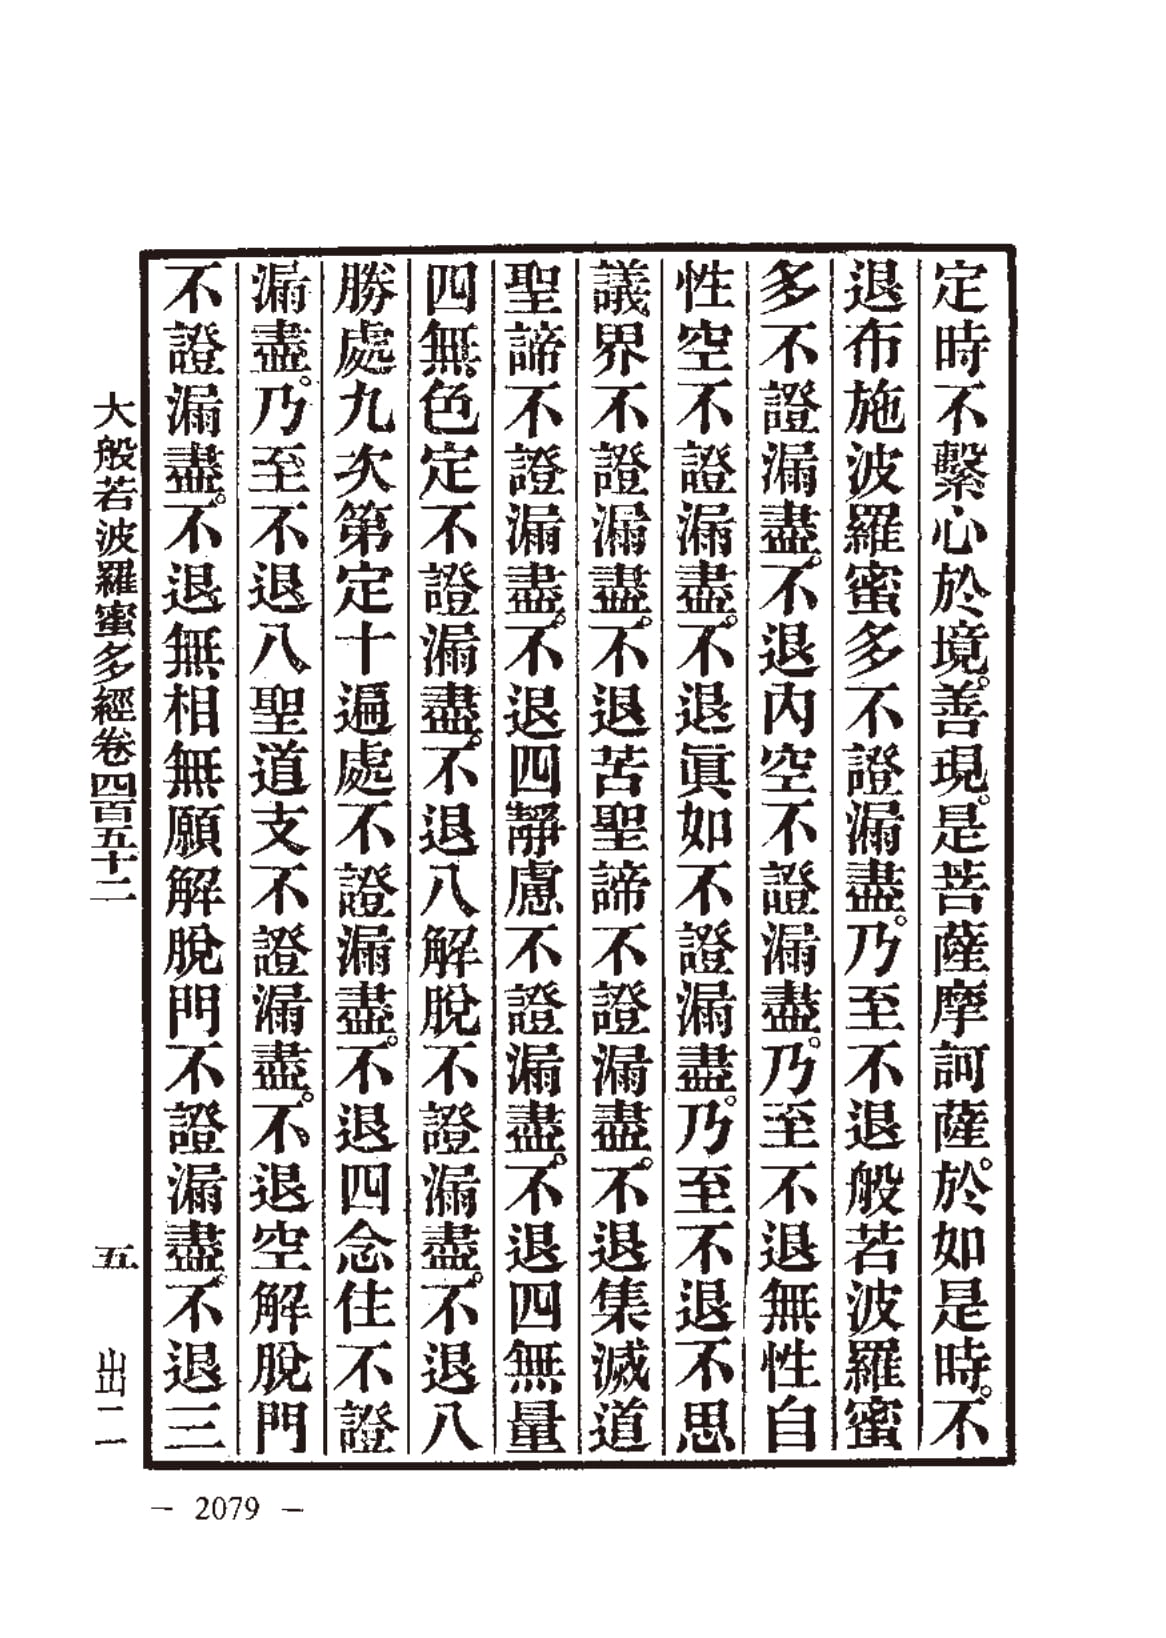 定時不繫心於境。善現。是菩薩摩訶薩。於如是時。不
退布施波羅蜜多不證漏盡。乃至不退般若波羅蜜
多不證漏盡。不退內空不證漏盡。乃至不退無性自
性空不證漏盡。不退眞如不證漏盡。乃至不退不思
議界不證漏盡。不退苦聖諦不證漏盡。不退集滅道
聖諦不證漏盡。不退四靜慮不證漏盡。不退四無量
四無色定不證漏盡。不退八解脫不證漏盡。不退八
勝處九次第定十遍處不證漏盡。不退四念住不證
漏盡。乃至不退八聖道支不證漏盡。不退空解脫門
不證漏盡。不退無相無願解脫門不證漏盡。不退三
大般若波羅蜜多經卷四百五十二 五 出二一
— 2079 —